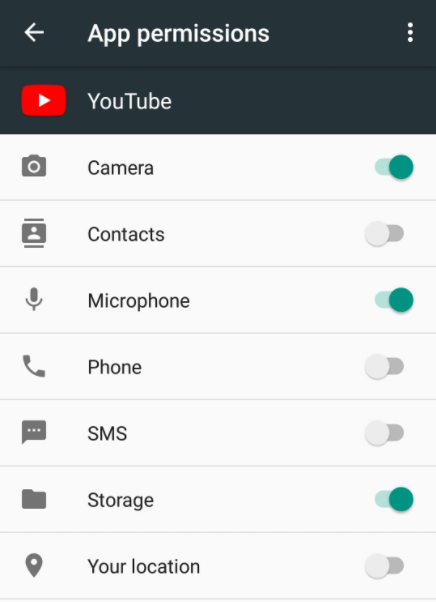 App permissions
YouTube
Camera
Contacts
Microphone
Phone
SMS
Storage
Your location